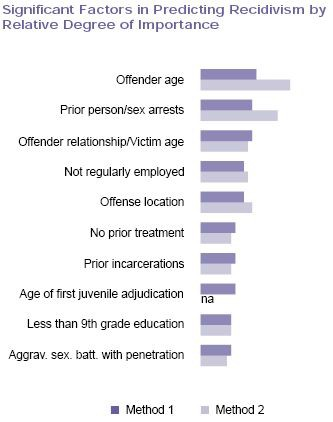 Significant Factors in Predicting Recidivism by
Relative Degree of Importance
Offender age
Prior person/sex arrests
Offender relationship/Victim age
Not regularly employed
Offense location
No prior treatment
Prior incarcerations
Age of first juvenile adjudication
na
Less than 9th grade education
Aggrav. sex. batt. with penetration
Method 1 Method 2